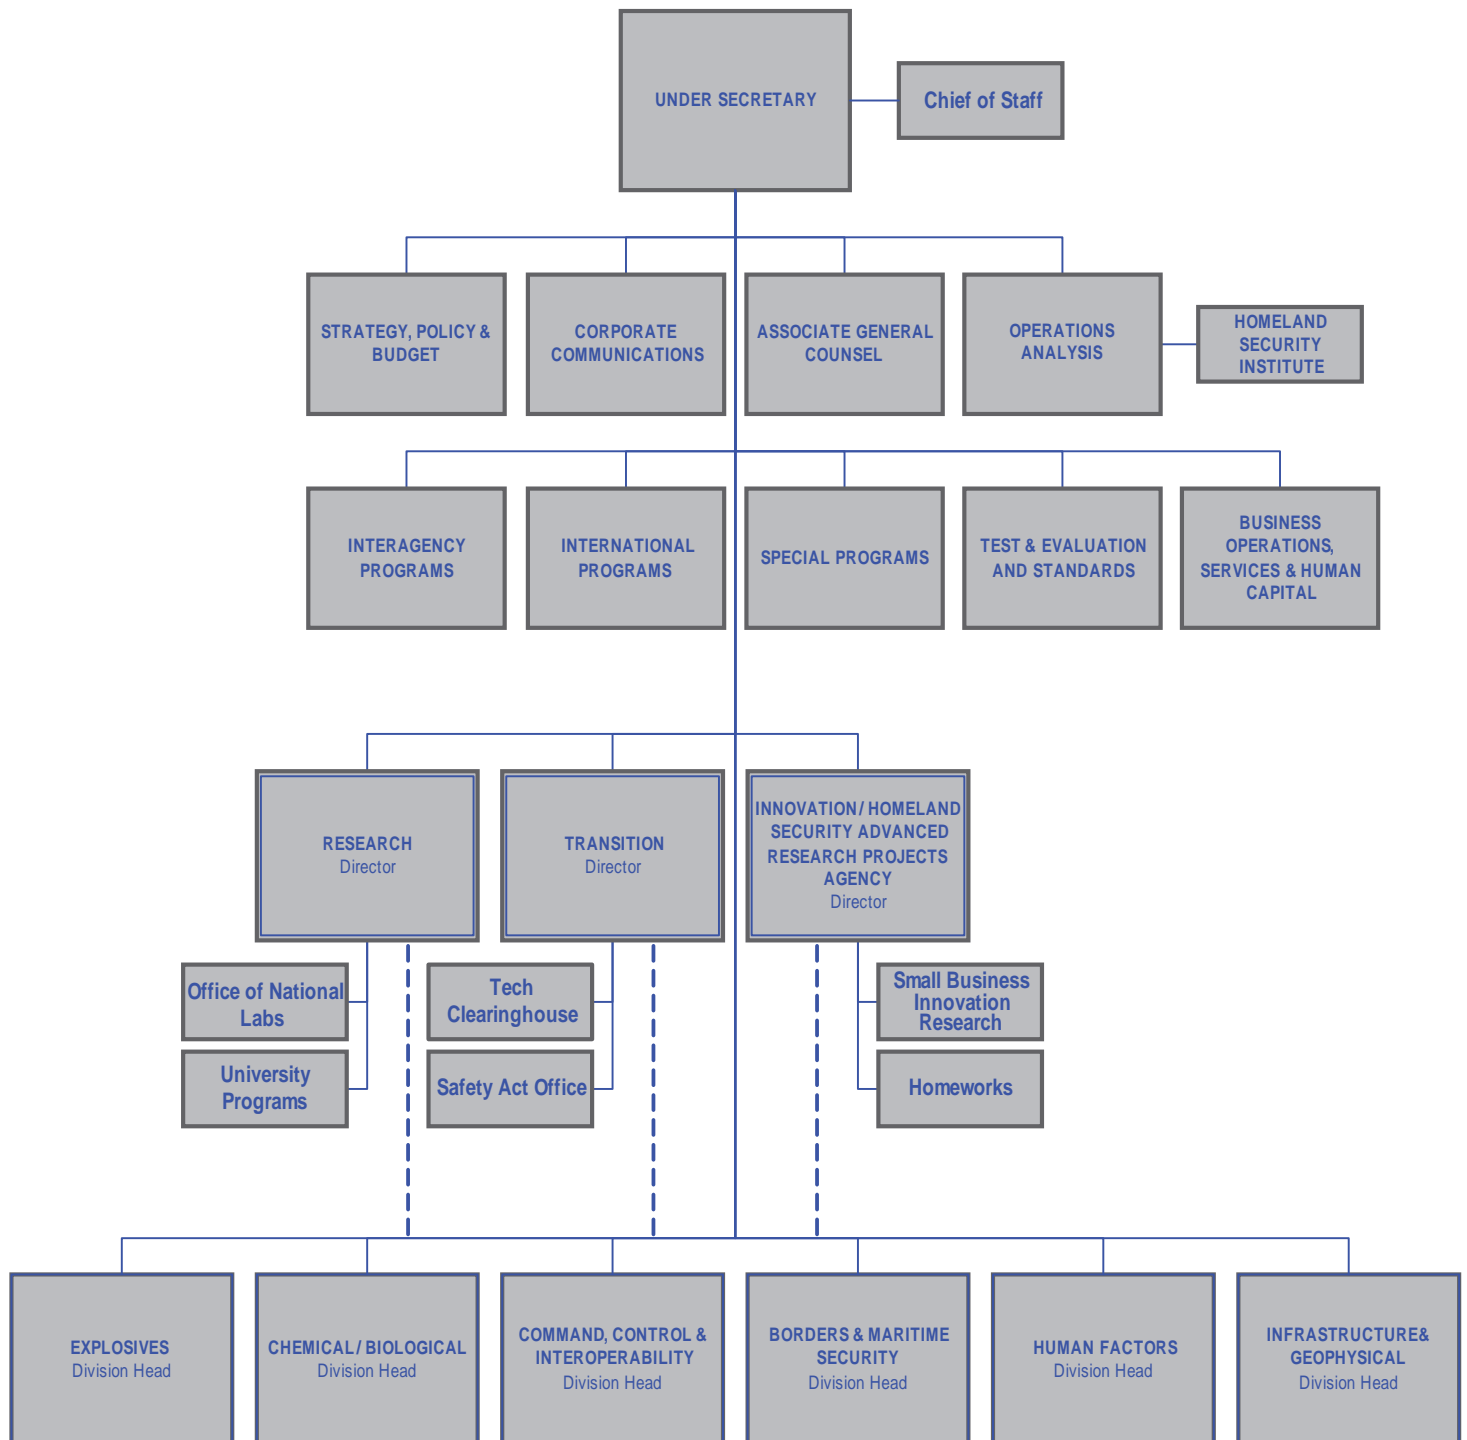 UNDER SECRETARY
Chief of Staff
STRATEGY, POLICY &
BUDGET
CORPORATE
COMMUNICATIONS
ASSOCIATE GENERAL
COUNSEL
OPERATIONS
ANALYSIS
HOMELAND
SECURITY
INSTITUTE
INTERAGENCY
PROGRAMS
INTERNATIONAL
PROGRAMS
SPECIAL PROGRAMS
TEST & EVALUATION
AND STANDARDS
BUSINESS
OPERATIONS,
SERVICES & HUMAN
CAPITAL
RESEARCH
Director
TRANSITION
Director
INNOVATION / HOMELAND
SECURITY ADVANCED
RESEARCH PROJECTS
AGENCY
Director
Office of National
Labs
Tech
Clearinghouse
Small Business
Innovation
Research
University
Programs
Safety Act Office
Homeworks
EXPLOSIVES
Division Head
CHEMICAL / BIOLOGICAL
Division Head
COMMAND, CONTROL &
INTEROPERABILITY
Division Head
BORDERS & MARITIME
SECURITY
Division Head
HUMAN FACTORS
Division Head
INFRASTRUCTURE &
GEOPHYSICAL
Division Head